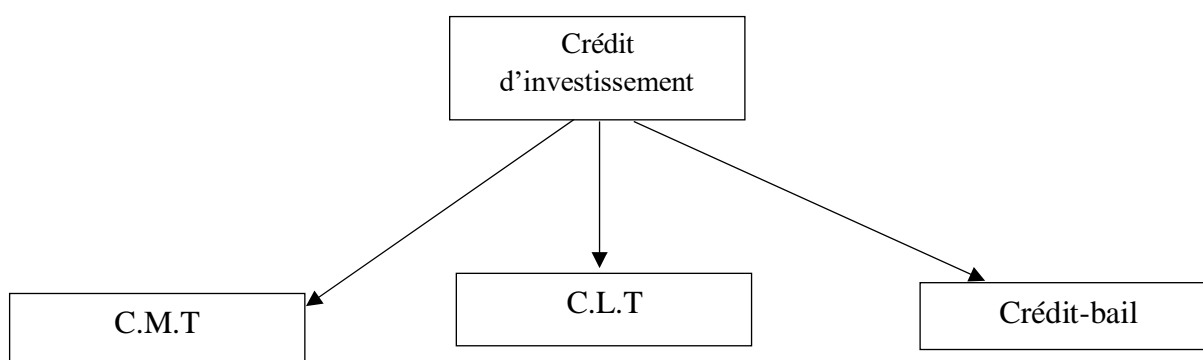 Crédit
d’investissement
C.M.T
C.L.T
Crédit-bail